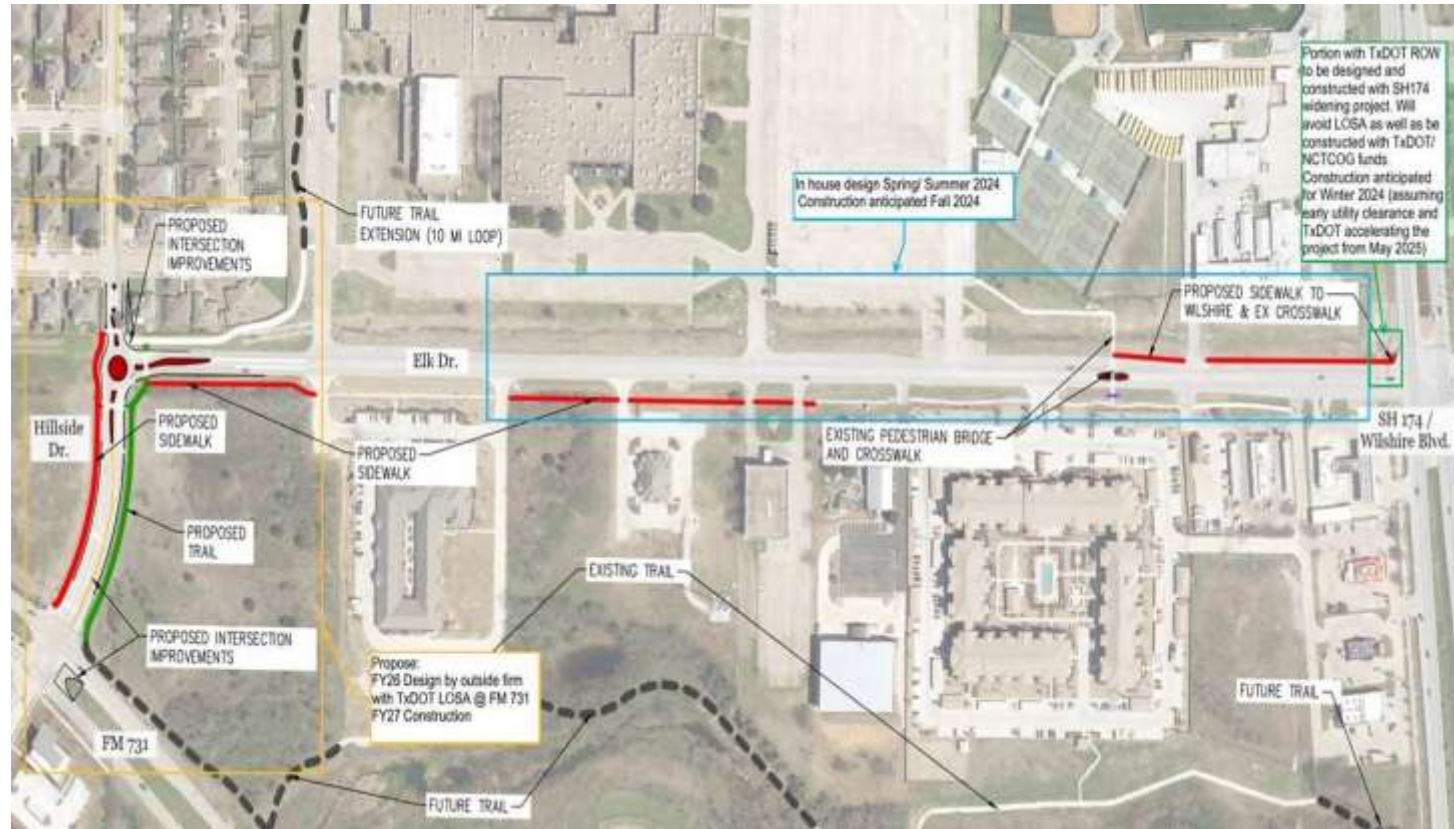 Portion with TxDOT ROW
to be designed and
constructed with SH174
widening project. Will
avoid LOSA as well as be
constructed with TxDOT/
NCTCOG funds
Construction anticipated
for Winter 2024 (assuming
early utility clearance and
TxDOT accelerating the
project from May 2025)
In house design Spring/ Summer 2024
Construction anticipated Fall 2024
FUTURE TRAIL
EXTENSION (10 MI LOOP)
PROPOSED
INTERSECTION
IMPROVEMENTS
PROPOSED SIDEWALK TO
WLSHIRE & EX CROSSWALK
Elk Dr.
Hillside
Dr.
PROPOSED
SIDEWALK
PROPOSED
SIDEWALK
EXISTING PEDESTRIAN BRIDGE
AND CROSSWALK
SH 174 /
Wilshire Blvd.
PROPOSED
TRAIL
EXISTING TRAIL
PROPOSED INTERSECTION
IMPROVEMENTS
Propose:
FY26 Design by outside firm
with TxDOT LOSA @ FM 731
FY27 Construction
FUTURE TRAIL
FM 731
FUTURE TRAIL